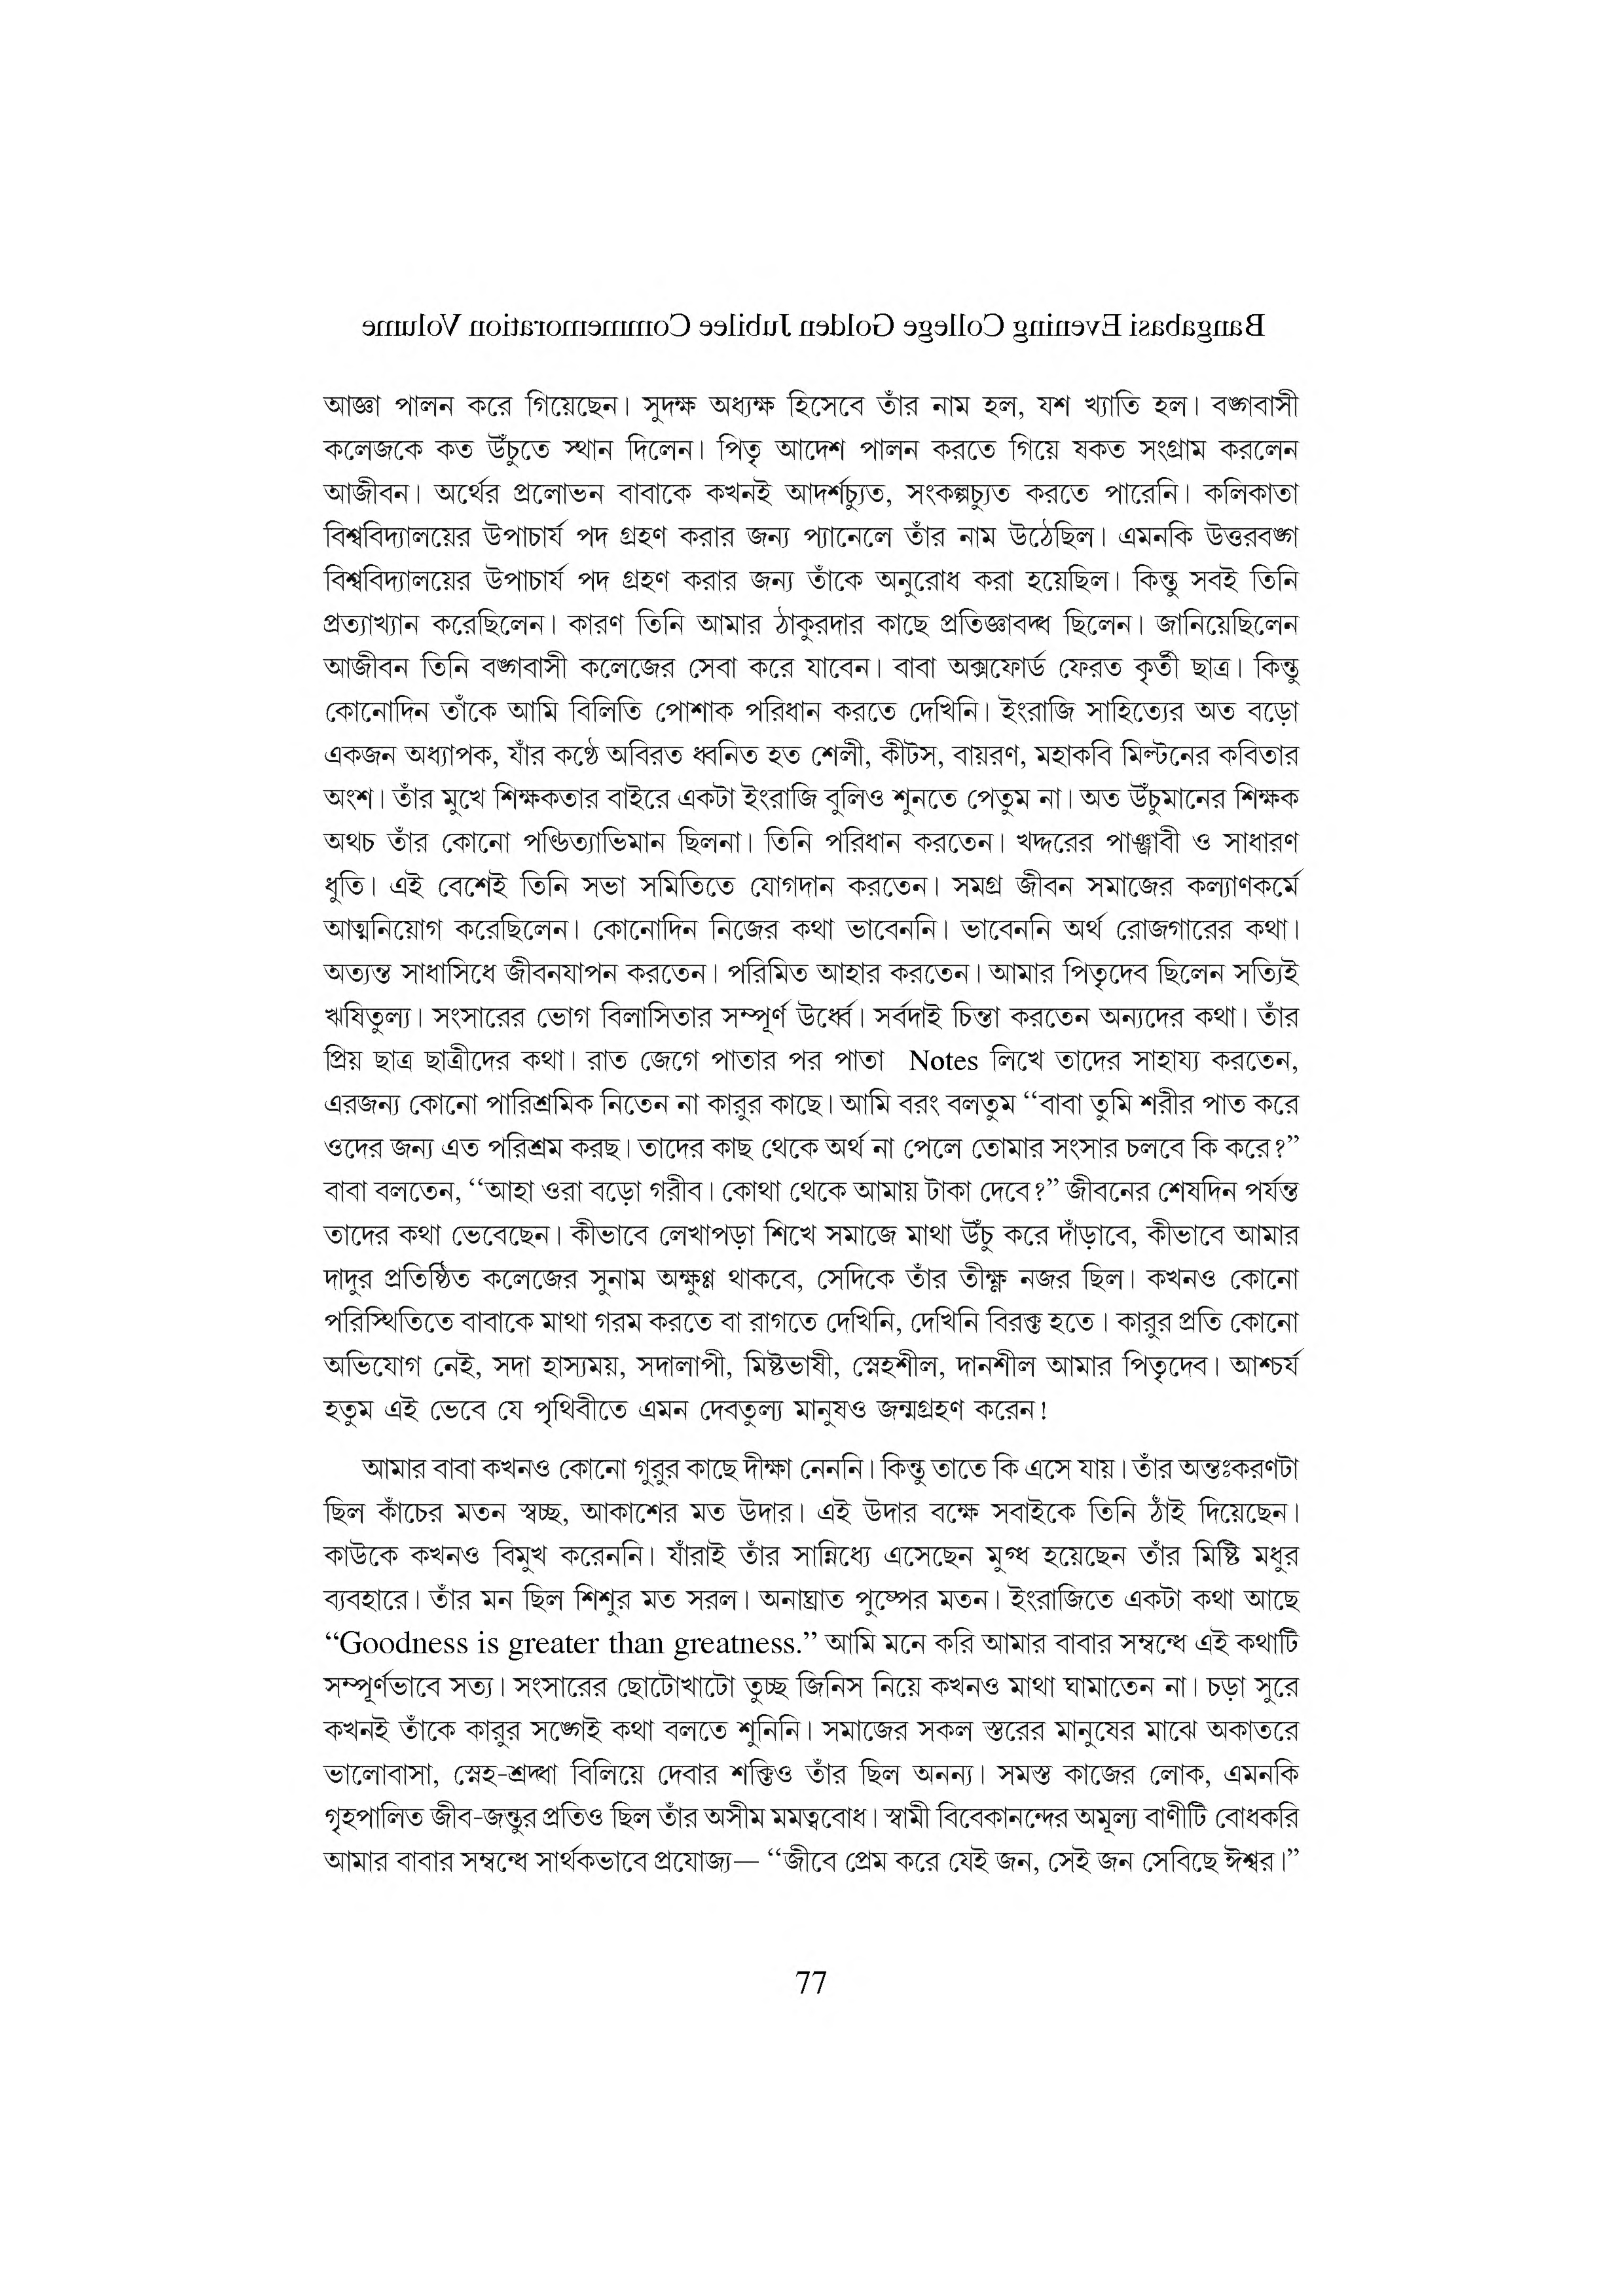 Bangabasi Evening College Golden Jubilee Commemoration Volume
আজ্ঞা পালন করে গিয়েছেন। সুদক্ষ অধ্যক্ষ হিসেবে তাঁর নাম হল, যশ খ্যাতি হল। বঙ্গবাসী
কলেজকে কত উঁচুতে স্থান দিলেন। পিতৃ আদেশ পালন করতে গিয়ে ষকত সংগ্রাম করলেন
আজীবন। অর্থের প্রলোভন বাবাকে কখনই আদর্শচ্যুত, সংকল্পচ্যুত করতে পারেনি। কলিকাতা
বিশ্ববিদ্যালয়ের উপাচার্য পদ গ্রহণ করার জন্য প্যানেলে তাঁর নাম উঠেছিল। এমনকি উত্তরবঙ্গ
বিশ্ববিদ্যালয়ের উপাচার্য পদ গ্রহণ করার জন্য তাঁকে অনুরোধ করা হয়েছিল। কিন্তু সবই তিনি
প্রত্যাখ্যান করেছিলেন। কারণ তিনি আমার ঠাকুরদার কাছে প্রতিজ্ঞাবদ্ধ ছিলেন। জানিয়েছিলেন
আজীবন তিনি বঙ্গবাসী কলেজের সেবা করে যাবেন। বাবা অক্সফোর্ড ফেরত কৃতী ছাত্র। কিন্তু
কোনোদিন তাঁকে আমি বিলিতি পোশাক পরিধান করতে দেখিনি। ইংরাজি সাহিত্যের অত বড়ো
একজন অধ্যাপক, যাঁর কণ্ঠে অবিরত ধ্বনিত হত শেলী, কীটস, বায়রণ, মহাকবি মিল্টনের কবিতার
অংশ। তাঁর মুখে শিক্ষকতার বাইরে একটা ইংরাজি বুলিও শুনতে পেতুম না। অত উঁচুমানের শিক্ষক
অথচ তাঁর কোনো পণ্ডিত্যাভিমান ছিলনা। তিনি পরিধান করতেন। খদ্দরের পাঞ্জাবী ও সাধারণ
ধুতি। এই বেশেই তিনি সভা সমিতিতে যোগদান করতেন। সমগ্র জীবন সমাজের কল্যাণকর্মে
আত্মনিয়োগ করেছিলেন। কোনোদিন নিজের কথা ভাবেননি। ভাবেননি অর্থ রোজগারের কথা।
অত্যন্ত সাধাসিধে জীবনযাপন করতেন। পরিমিত আহার করতেন। আমার পিতৃদেব ছিলেন সত্যিই
ঋষিতুল্য। সংসারের ভোগ বিলাসিতার সম্পূর্ণ উর্ধ্বে। সর্বদাই চিন্তা করতেন অন্যদের কথা। তাঁর
প্রিয় ছাত্র ছাত্রীদের কথা। রাত জেগে পাতার পর পাতা Notes লিখে তাদের সাহায্য করতেন,
এরজন্য কোনো পারিশ্রমিক নিতেন না কারুর কাছে। আমি বরং বলতুম “বাবা তুমি শরীর পাত করে
ওদের জন্য এত পরিশ্রম করছ। তাদের কাছ থেকে অর্থ না পেলে তোমার সংসার চলবে কি করে?”
বাবা বলতেন, “আহা ওরা বড়ো গরীব। কোথা থেকে আমায় টাকা দেবে?” জীবনের শেষদিন পর্যন্ত
তাদের কথা ভেবেছেন। কীভাবে লেখাপড়া শিখে সমাজে মাথা উঁচু করে দাঁড়াবে, কীভাবে আমার
দাদুর প্রতিষ্ঠিত কলেজের সুনাম অক্ষুণ্ণ থাকবে, সেদিকে তাঁর তীক্ষ্ণ নজর ছিল। কখনও কোনো
পরিস্থিতিতে বাবাকে মাথা গরম করতে বা রাগতে দেখিনি, দেখিনি বিরক্ত হতে। কারুর প্রতি কোনো
অভিযোগ নেই, সদা হাস্যময়, সদালাপী, মিষ্টভাষী, স্নেহশীল, দানশীল আমার পিতৃদেব। আশ্চর্য
হতুম এই ভেবে যে পৃথিবীতে এমন দেবতুল্য মানুষও জন্মগ্রহণ করেন!
আমার বাবা কখনও কোনো গুরুর কাছে দীক্ষা নেননি। কিন্তু তাতে কি এসে যায়। তাঁর অন্তঃকরণটা
ছিল কাঁচের মতন স্বচ্ছ, আকাশের মত উদার। এই উদার বক্ষে সবাইকে তিনি ঠাঁই দিয়েছেন।
কাউকে কখনও বিমুখ করেননি। যাঁরাই তাঁর সান্নিধ্যে এসেছেন মুগ্ধ হয়েছেন তাঁর মিষ্টি মধুর
ব্যবহারে। তাঁর মন ছিল শিশুর মত সরল। অনাঘ্রাত পুষ্পের মতন। ইংরাজিতে একটা কথা আছে
“Goodness is greater than greatness.” আমি মনে করি আমার বাবার সম্বন্ধে এই কথাটি
সম্পূর্ণভাবে সত্য। সংসারের ছোটোখাটো তুচ্ছ জিনিস নিয়ে কখনও মাথা ঘামাতেন না। চড়া সুরে
কখনই তাঁকে কারুর সঙ্গেই কথা বলতে শুনিনি। সমাজের সকল স্তরের মানুষের মাঝে অকাতরে
ভালোবাসা, স্নেহ-শ্রদ্ধা বিলিয়ে দেবার শক্তিও তাঁর ছিল অনন্য। সমস্ত কাজের লোক, এমনকি
গৃহপালিত জীব-জন্তুর প্রতিও ছিল তাঁর অসীম মমত্ববোধ। স্বামী বিবেকানন্দের অমূল্য বাণীটি বোধকরি
আমার বাবার সম্বন্ধে সার্থকভাবে প্রযোজ্য— “জীবে প্রেম করে যেই জন, সেই জন সেবিছে ঈশ্বর।”
77